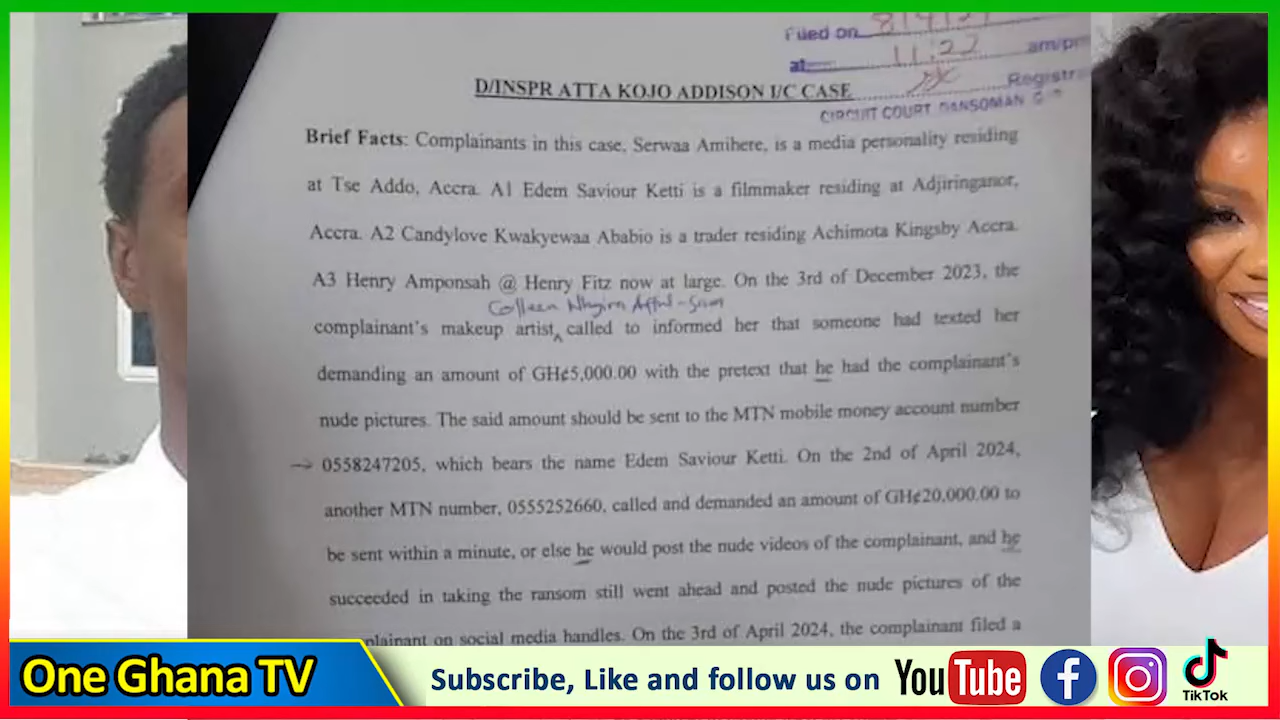 Filed on 8/4/24
at 11:22 am/pm
Registrar
CIRCUIT COURT DANSOMAN
D/INSPR ATTA KOJO ADDISON I/C CASE
Brief Facts: Complainants in this case, Serwaa Amihere, is a media personality residing
at Tse Addo, Accra. A1 Edem Saviour Ketti is a filmmaker residing at Adjiringanor,
Accra. A2 Candylove Kwakyewaa Ababio is a trader residing Achimota Kingsby Accra.
A3 Henry Amponsah @ Henry Fitz now at large. On the 3rd of December 2023, the
Colleen
complainant's makeup artist ‸ called to informed her that someone had texted her
demanding an amount of GH¢5,000.00 with the pretext that he had the complainant's
nude pictures. The said amount should be sent to the MTN mobile money account number
→ 0558247205, which bears the name Edem Saviour Ketti. On the 2nd of April 2024,
another MTN number, 0555252660, called and demanded an amount of GH¢20,000.00 to
be sent within a minute, or else he would post the nude videos of the complainant, and he
succeeded in taking the ransom still went ahead and posted the nude pictures of the
plainant on social media handles. On the 3rd of April 2024, the complainant filed a
One Ghana TV
Subscribe, Like and follow us on YouTube
TikTok